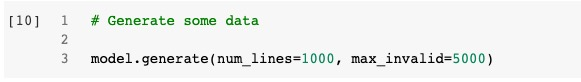 [10] 1 # Generate some data
2
3 model.generate(num_lines=1000, max_invalid=5000)